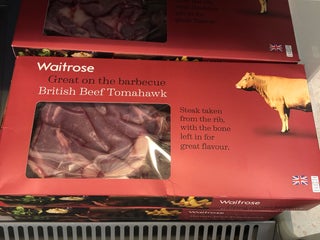 Waitrose
Great on the barbecue
British Beef Tomahawk
Steak taken
from the rib,
with the bone
left in for
great flavour.
Waitrose
Waitrose